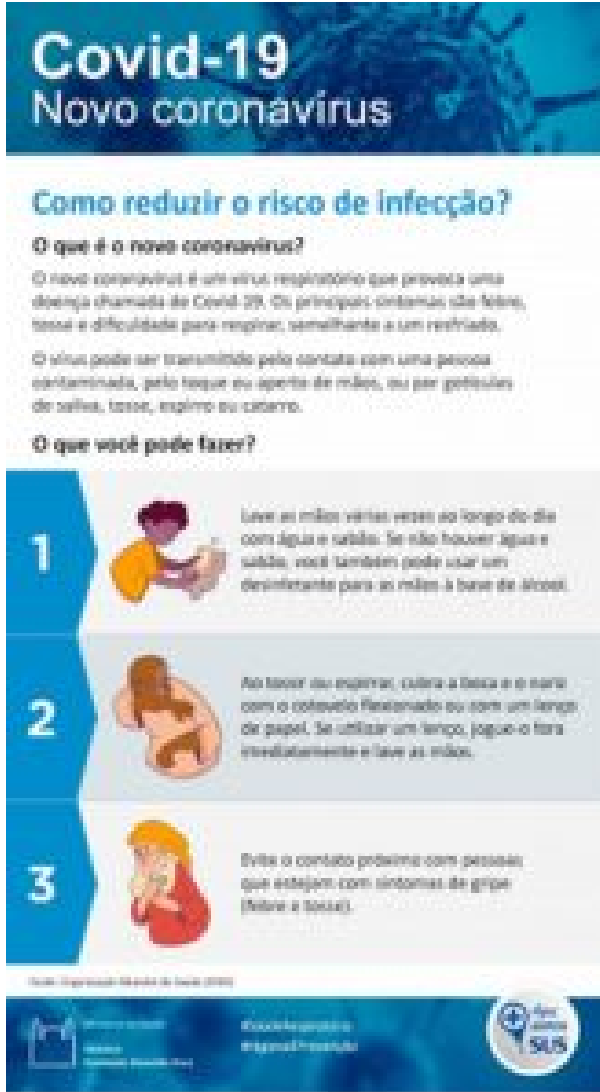 Covid-19
Novo coronavírus
Como reduzir o risco de infecção?
O que é o novo coronavírus?
O novo coronavírus é um vírus respiratório que provoca uma
doença chamada de Covid-19. Os principais sintomas são febre,
tosse e dificuldade para respirar, semelhante a um resfriado.
O vírus pode ser transmitido pelo contato com uma pessoa
contaminada, pelo toque ou aperto de mãos, ou por gotículas
de saliva, tosse, espirro ou catarro.
O que você pode fazer?
1
Lave as mãos várias vezes ao longo do dia
com água e sabão. Se não houver água e
sabão, você também pode usar um
desinfetante para as mãos à base de álcool.
2
Ao tossir ou espirrar, cubra a boca e o nariz
com o cotovelo flexionado ou com um lenço
de papel. Se utilizar um lenço, jogue-o fora
imediatamente e lave as mãos.
3
Evite o contato próximo com pessoas
que estejam com sintomas de gripe
(febre e tosse).
Fonte: Organização Mundial da Saúde (OMS)
SUS